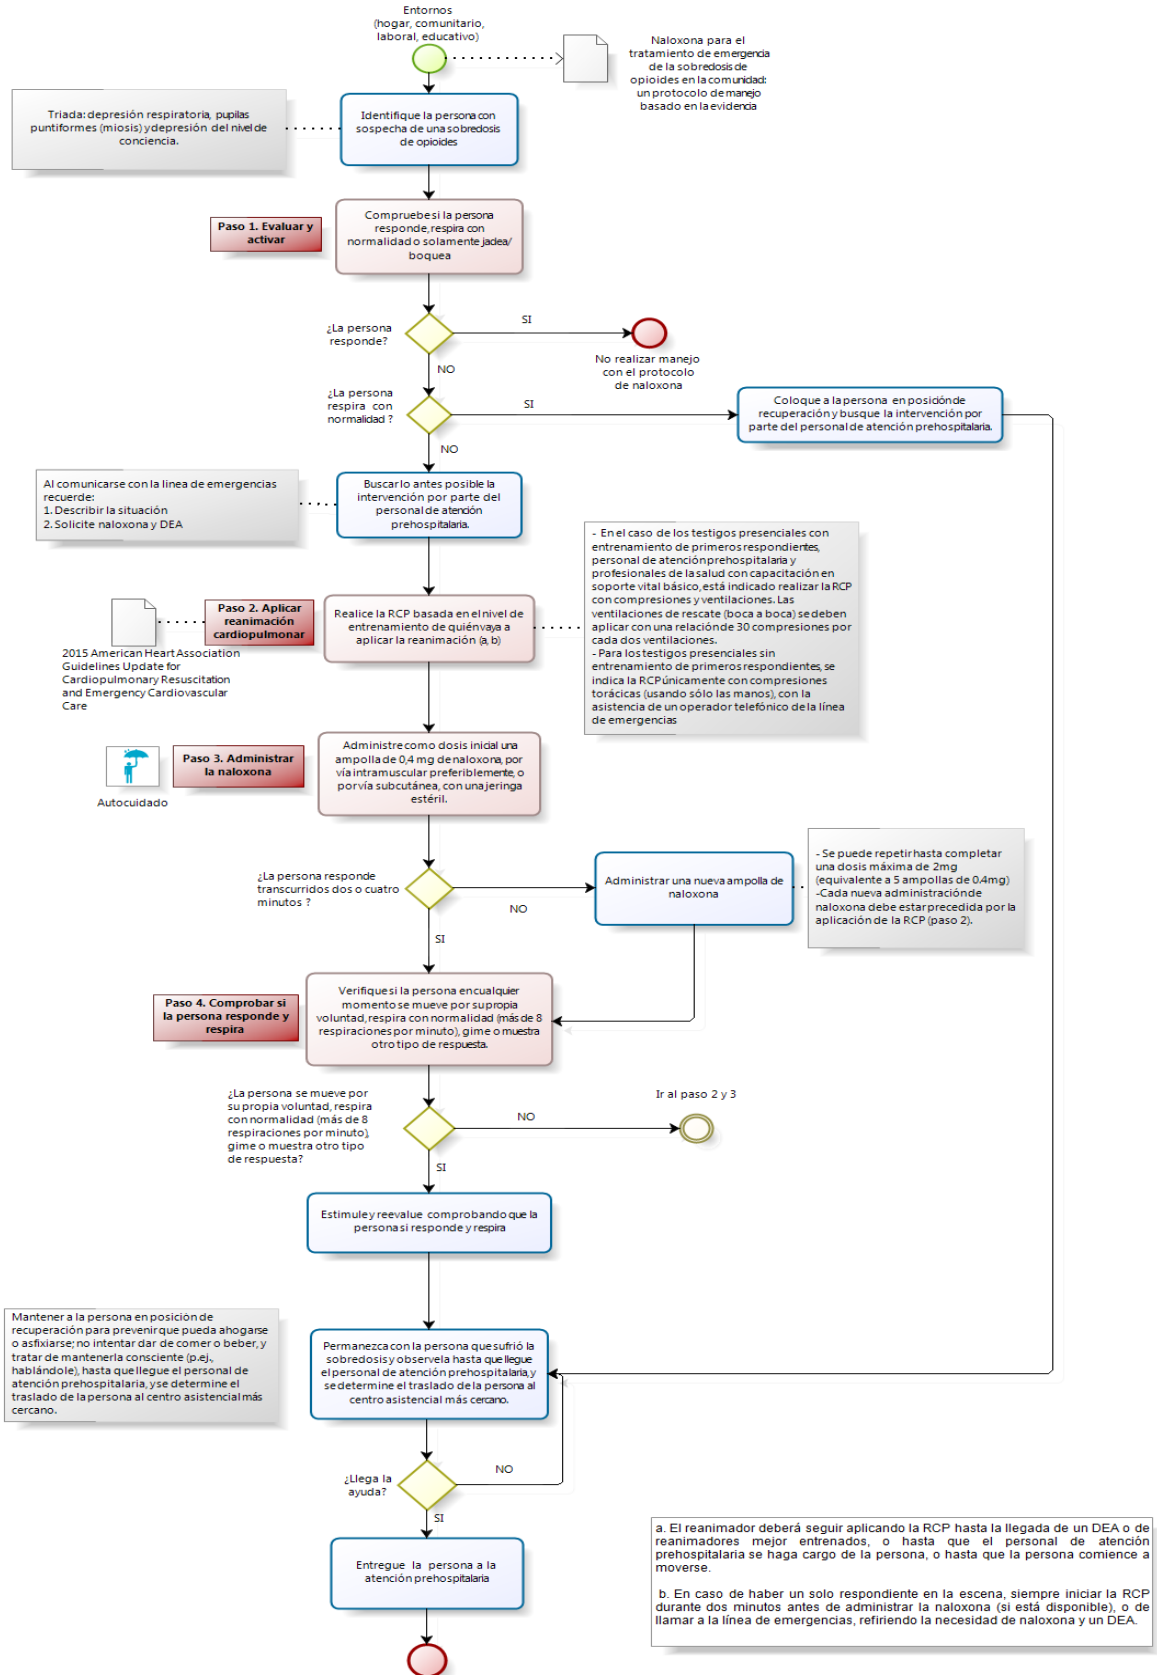 Entornos
(hogar, comunitario,
laboral, educativo)
Naloxona para el
tratamiento de emergencia
de la sobredosis de
opioides en la comunidad:
un protocolo de manejo
basado en la evidencia
Triada: depresión respiratoria, pupilas
puntiformes (miosis) y depresión del nivel de
conciencia.
Identifique la persona con
sospecha de una sobredosis
de opioides
Paso 1. Evaluar y
activar
Compruebe si la persona
responde, respira con
normalidad o solamente jadea/
boquea
¿La persona
responde?
SI
No realizar manejo
con el protocolo
de naloxona
NO
¿La persona
respira con
normalidad ?
SI
Coloque a la persona en posición de
recuperación y busque la intervención por
parte del personal de atención prehospitalaria.
NO
Al comunicarse con la linea de emergencias
recuerde:
1. Describir la situación
2. Solicite naloxona y DEA
Buscar lo antes posible la
intervención por parte del
personal de atención
prehospitalaria.
- En el caso de los testigos presenciales con
entrenamiento de primeros respondientes,
personal de atención prehospitalaria y
profesionales de la salud con capacitación en
soporte vital básico, está indicado realizar la RCP
con compresiones y ventilaciones. Las
ventilaciones de rescate (boca a boca) se deben
aplicar con una relación de 30 compresiones por
cada dos ventilaciones.
- Para los testigos presenciales sin
entrenamiento de primeros respondientes, se
indica la RCP únicamente con compresiones
torácicas (usando sólo las manos), con la
asistencia de un operador telefónico de la línea
de emergencias
Paso 2. Aplicar
reanimación
cardiopulmonar
Realice la RCP basada en el nivel de
entrenamiento de quién vaya a
aplicar la reanimación (a, b)
2015 American Heart Association
Guidelines Update for
Cardiopulmonary Resuscitation
and Emergency Cardiovascular
Care
Paso 3. Administrar
la naloxona
Autocuidado
Administre como dosis inicial una
ampolla de 0,4 mg de naloxona, por
vía intramuscular preferiblemente, o
por vía subcutánea, con una jeringa
estéril.
¿La persona responde
transcurridos dos o cuatro
minutos ?
NO
Administrar una nueva ampolla de
naloxona
- Se puede repetir hasta completar
una dosis máxima de 2mg
(equivalente a 5 ampollas de 0.4mg)
-Cada nueva administración de
naloxona debe estar precedida por la
aplicación de la RCP (paso 2).
SI
Paso 4. Comprobar si
la persona responde y
respira
Verifique si la persona en cualquier
momento se mueve por su propia
voluntad, respira con normalidad (más de 8
respiraciones por minuto), gime o muestra
otro tipo de respuesta.
¿La persona se mueve por
su propia voluntad, respira
con normalidad (más de 8
respiraciones por minuto),
gime o muestra otro tipo
de respuesta?
NO
Ir al paso 2 y 3
SI
Estimule y reevalue comprobando que la
persona si responde y respira
Mantener a la persona en posición de
recuperación para prevenir que pueda ahogarse
o asfixiarse; no intentar dar de comer o beber, y
tratar de mantenerla consciente (p.ej.,
hablándole), hasta que llegue el personal de
atención prehospitalaria, y se determine el
traslado de la persona al centro asistencial más
cercano.
Permanezca con la persona que sufrió la
sobredosis y observela hasta que llegue
el personal de atención prehospitalaria, y
se determine el traslado de la persona al
centro asistencial más cercano.
¿Llega la
ayuda?
NO
SI
Entregue la persona a la
atención prehospitalaria
a. El reanimador deberá seguir aplicando la RCP hasta la llegada de un DEA o de
reanimadores mejor entrenados, o hasta que el personal de atención
prehospitalaria se haga cargo de la persona, o hasta que la persona comience a
moverse.
b. En caso de haber un solo respondiente en la escena, siempre iniciar la RCP
durante dos minutos antes de administrar la naloxona (si está disponible), o de
llamar a la línea de emergencias, refiriendo la necesidad de naloxona y un DEA.